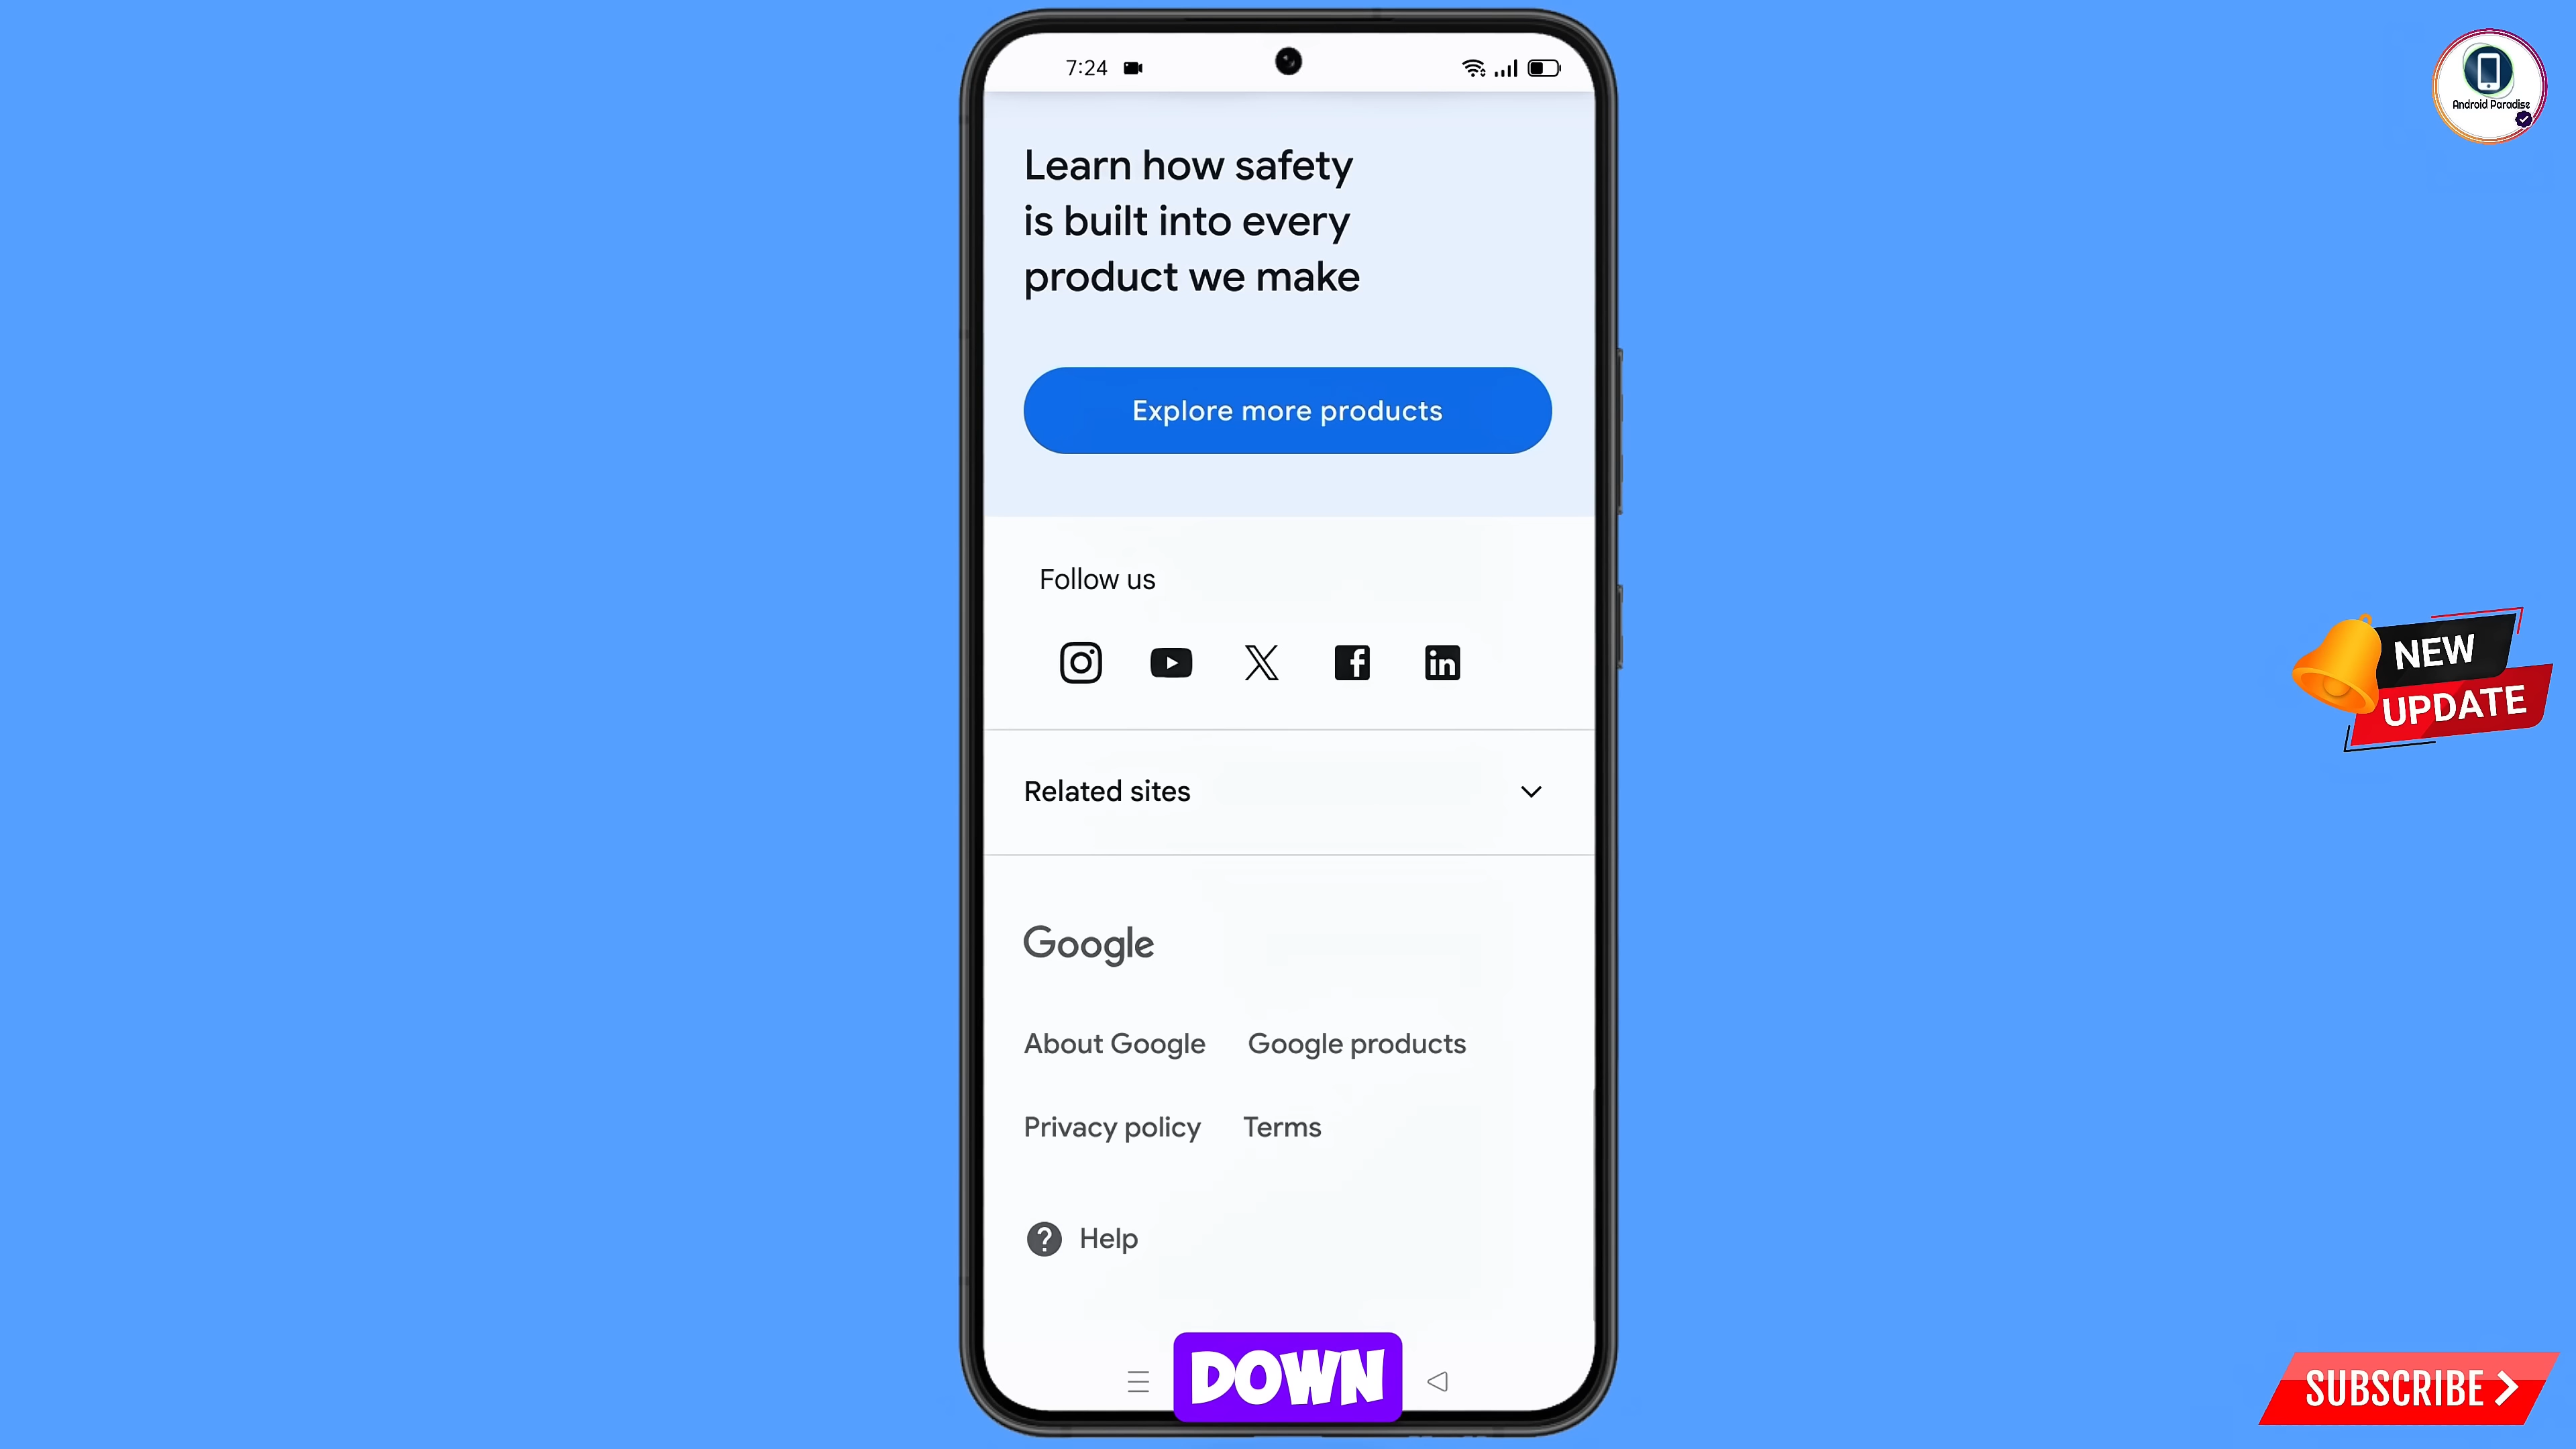 7:24
Android Paradise
Learn how safety
is built into every
product we make
Explore more products
Follow us
NEW
UPDATE
Related sites
Google
About Google Google products
Privacy policy Terms
Help
DOWN
SUBSCRIBE